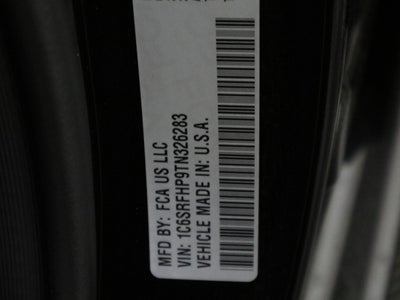 MFD BY: FCA US LLC
VIN: 1C6SRFHP9TN326283
VEHICLE MADE IN: U.S.A.